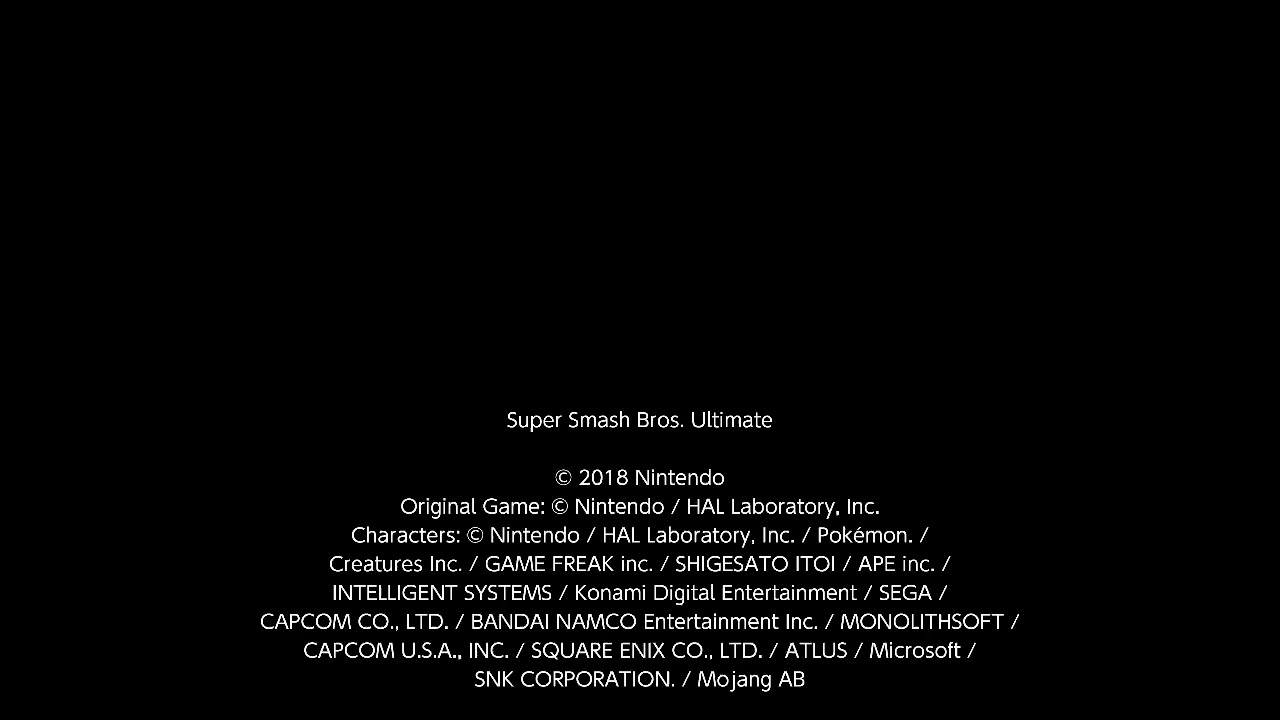 Super Smash Bros. Ultimate
© 2018 Nintendo
Original Game: © Nintendo / HAL Laboratory, Inc.
Characters: © Nintendo / HAL Laboratory, Inc. / Pokémon. /
Creatures Inc. / GAME FREAK inc. / SHIGESATO ITOI / APE inc. /
INTELLIGENT SYSTEMS / Konami Digital Entertainment / SEGA /
CAPCOM CO., LTD. / BANDAI NAMCO Entertainment Inc. / MONOLITHSOFT /
CAPCOM U.S.A., INC. / SQUARE ENIX CO., LTD. / ATLUS / Microsoft /
SNK CORPORATION. / Mojang AB